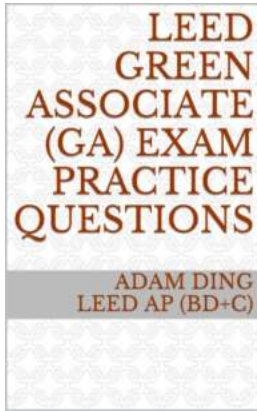 LEED
GREEN
ASSOCIATE
(GA) EXAM
PRACTICE
QUESTIONS
ADAM DING
LEED AP (BD+C)